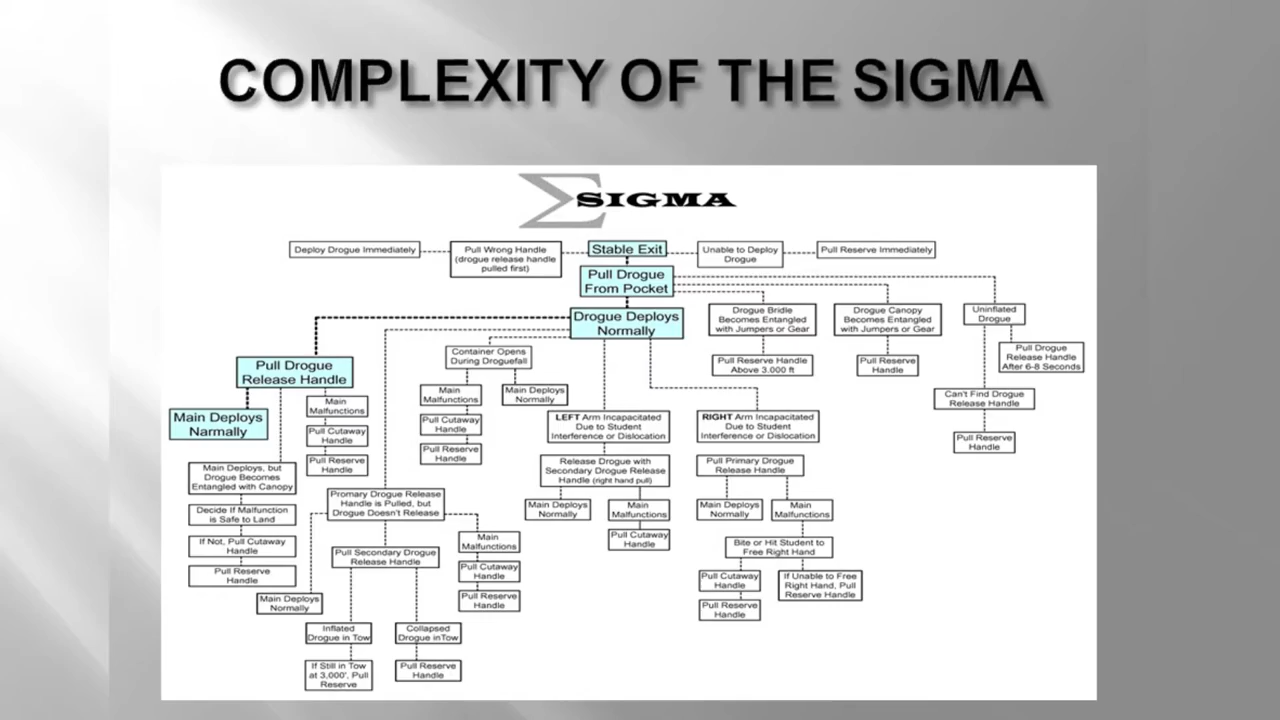 COMPLEXITY OF THE SIGMA
Σ SIGMA
Deploy Drogue Immediately
Pull Wrong Handle
(drogue release handle
pulled first)
Stable Exit
Unable to Deploy
Drogue
Pull Reserve Immediately
Pull Drogue
From Pocket
Drogue Deploys
Normally
Drogue Bridle
Becomes Entangled
with Jumpers or Gear
Drogue Canopy
Becomes Entangled
with Jumpers or Gear
Uninflated
Drogue
Pull Reserve Handle
Above 3.000 ft
Pull Reserve
Handle
Pull Drogue
Release Handle
After 6-8 Seconds
Can't Find Drogue
Release Handle
Pull Reserve
Handle
Pull Drogue
Release Handle
Main Deploys
Normally
Main
Malfunctions
Pull Cutaway
Handle
Pull Reserve
Handle
Main Deploys, but
Drogue Becomes
Entangled with Canopy
Decide If Malfunction
is Safe to Land
If Not, Pull Cutaway
Handle
Pull Reserve
Handle
Container Opens
During Droguefall
Main
Malfunctions
Pull Cutaway
Handle
Pull Reserve
Handle
Main Deploys
Normally
Promary Drogue Release
Handle is Pulled, but
Drogue Doesn't Release
Main Deploys
Normally
Pull Secondary Drogue
Release Handle
Inflated
Drogue in Tow
If Still in Tow
at 3,000', Pull
Reserve
Collapsed
Drogue inTow
Pull Reserve
Handle
Main
Malfunctions
Pull Cutaway
Handle
Pull Reserve
Handle
LEFT Arm Incapacitated
Due to Student
Interference or Dislocation
Release Drogue with
Secondary Drogue Release
Handle (right hand pull)
Main Deploys
Normally
Main
Malfunctions
Pull Cutaway
Handle
RIGHT Arm Incapacitated
Due to Student
Interference or Dislocation
Pull Primary Drogue
Release Handle
Main Deploys
Normally
Main
Malfunctions
Bite or Hit Student to
Free Right Hand
Pull Cutaway
Handle
Pull Reserve
Handle
If Unable to Free
Right Hand, Pull
Reserve Handle